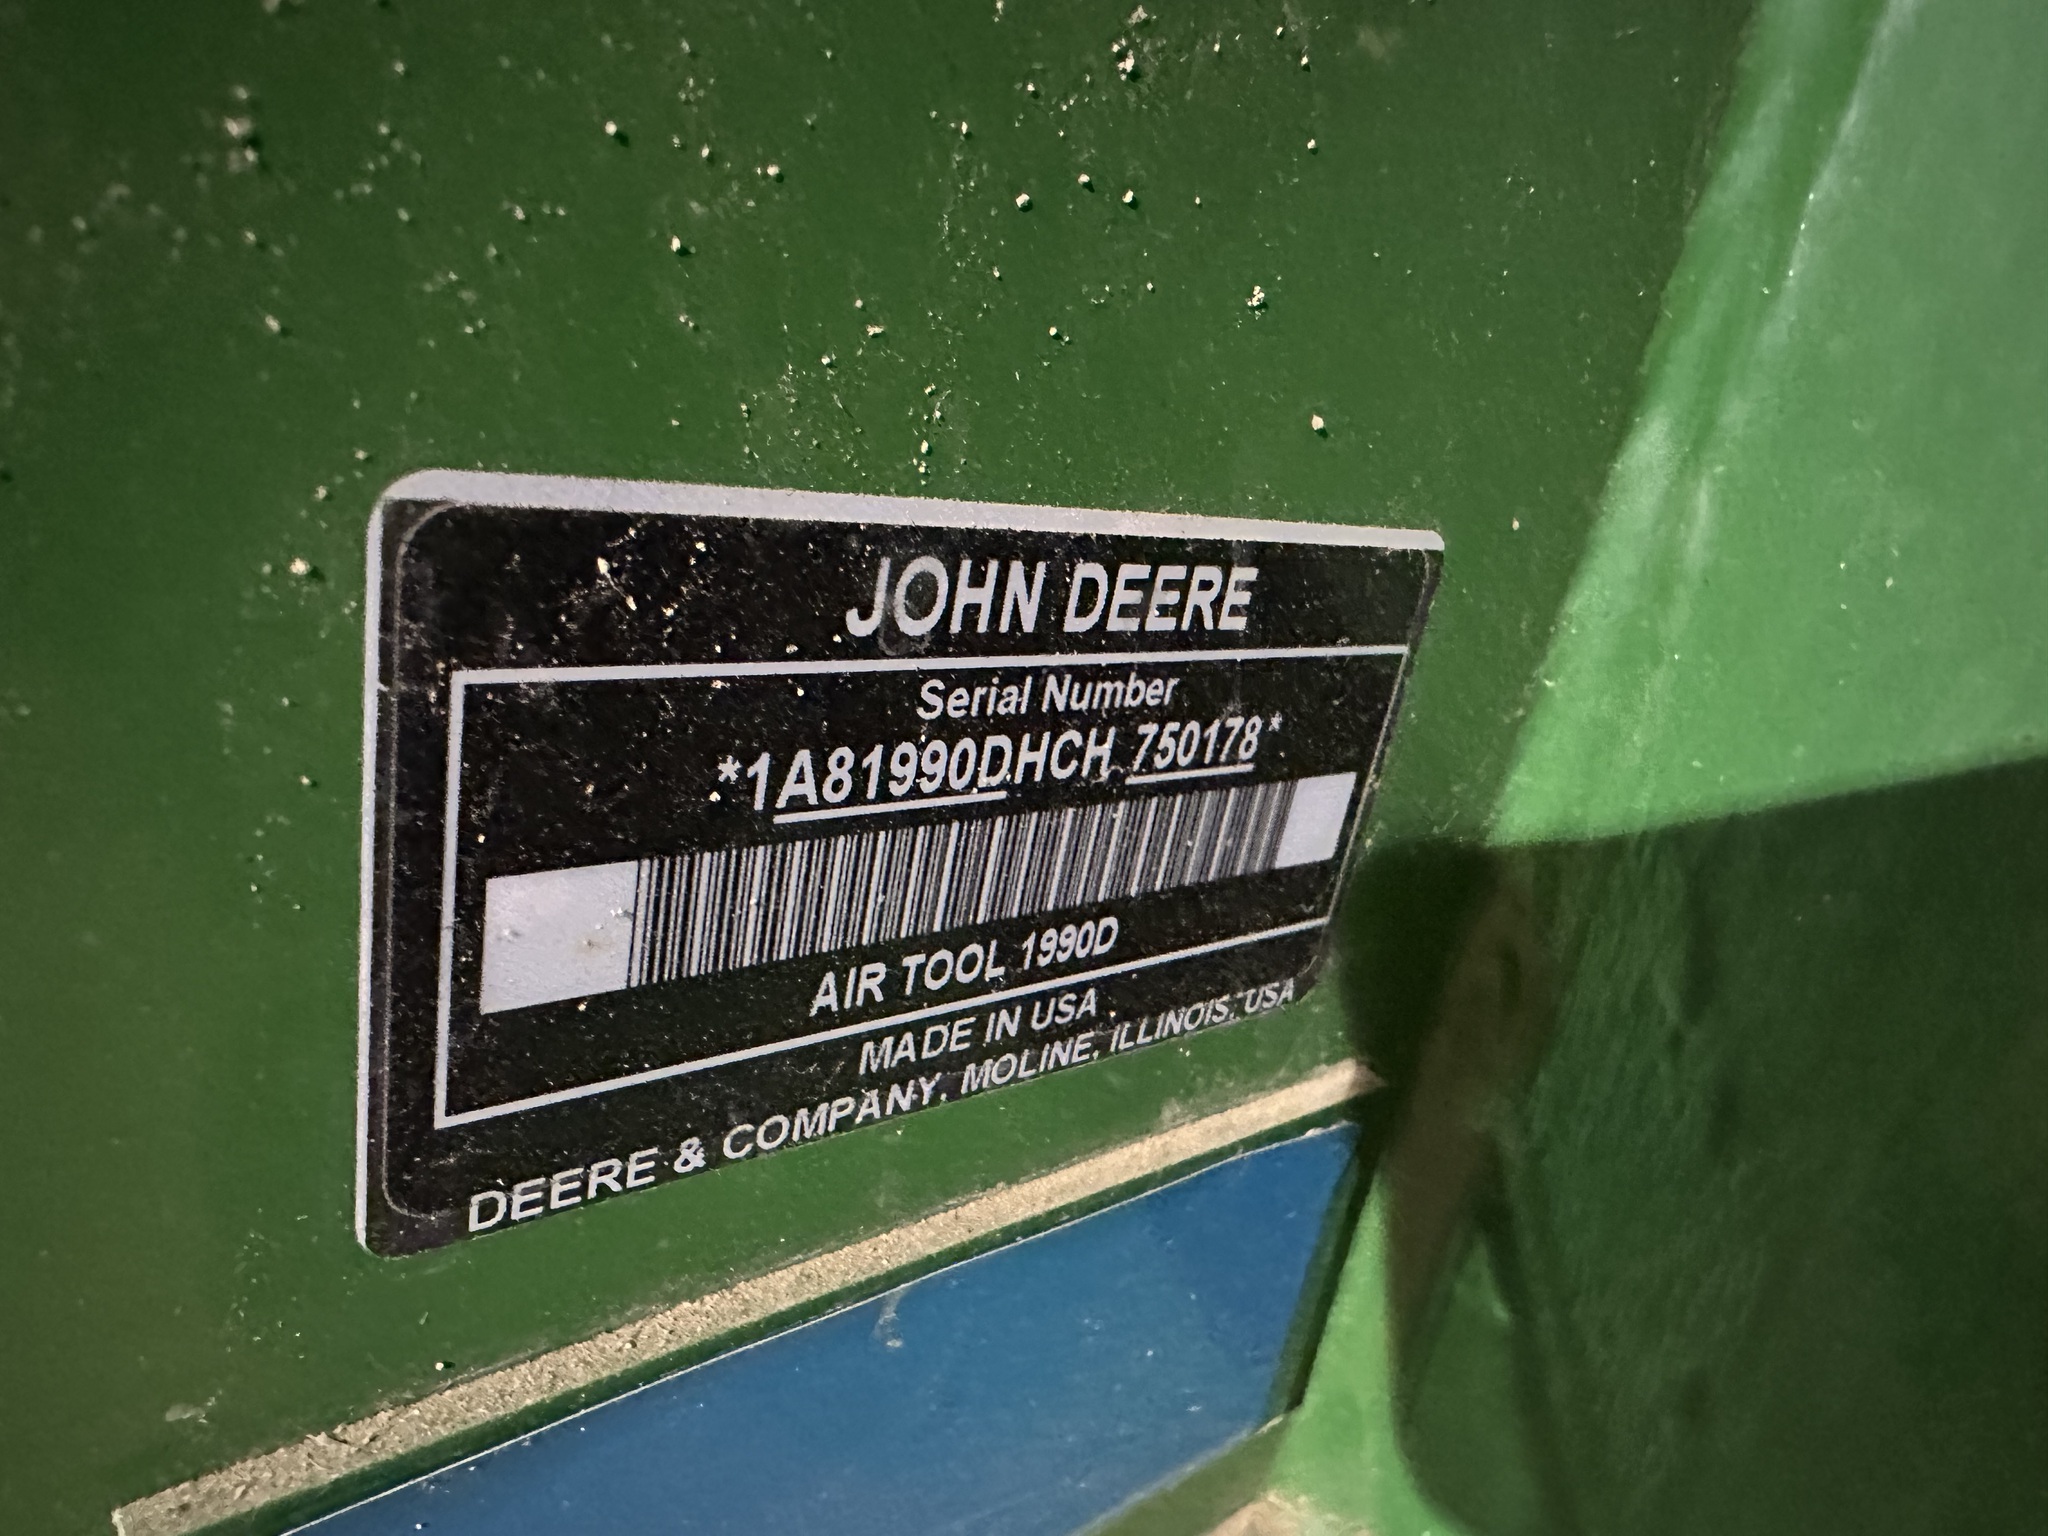 JOHN DEERE
Serial Number
*1A81990DHCH 750178*
AIR TOOL 1990D
MADE IN USA
DEERE & COMPANY, MOLINE, ILLINOIS, USA